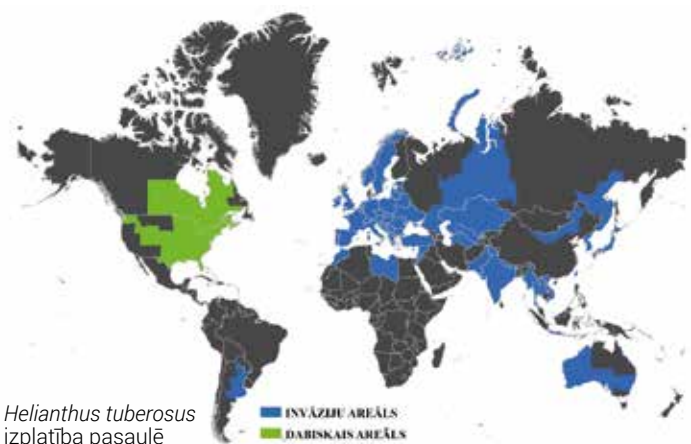 Helianthus tuberosus
izplatība pasaulē
INVĀZIJU AREĀLS
DABISKAIS AREĀLS